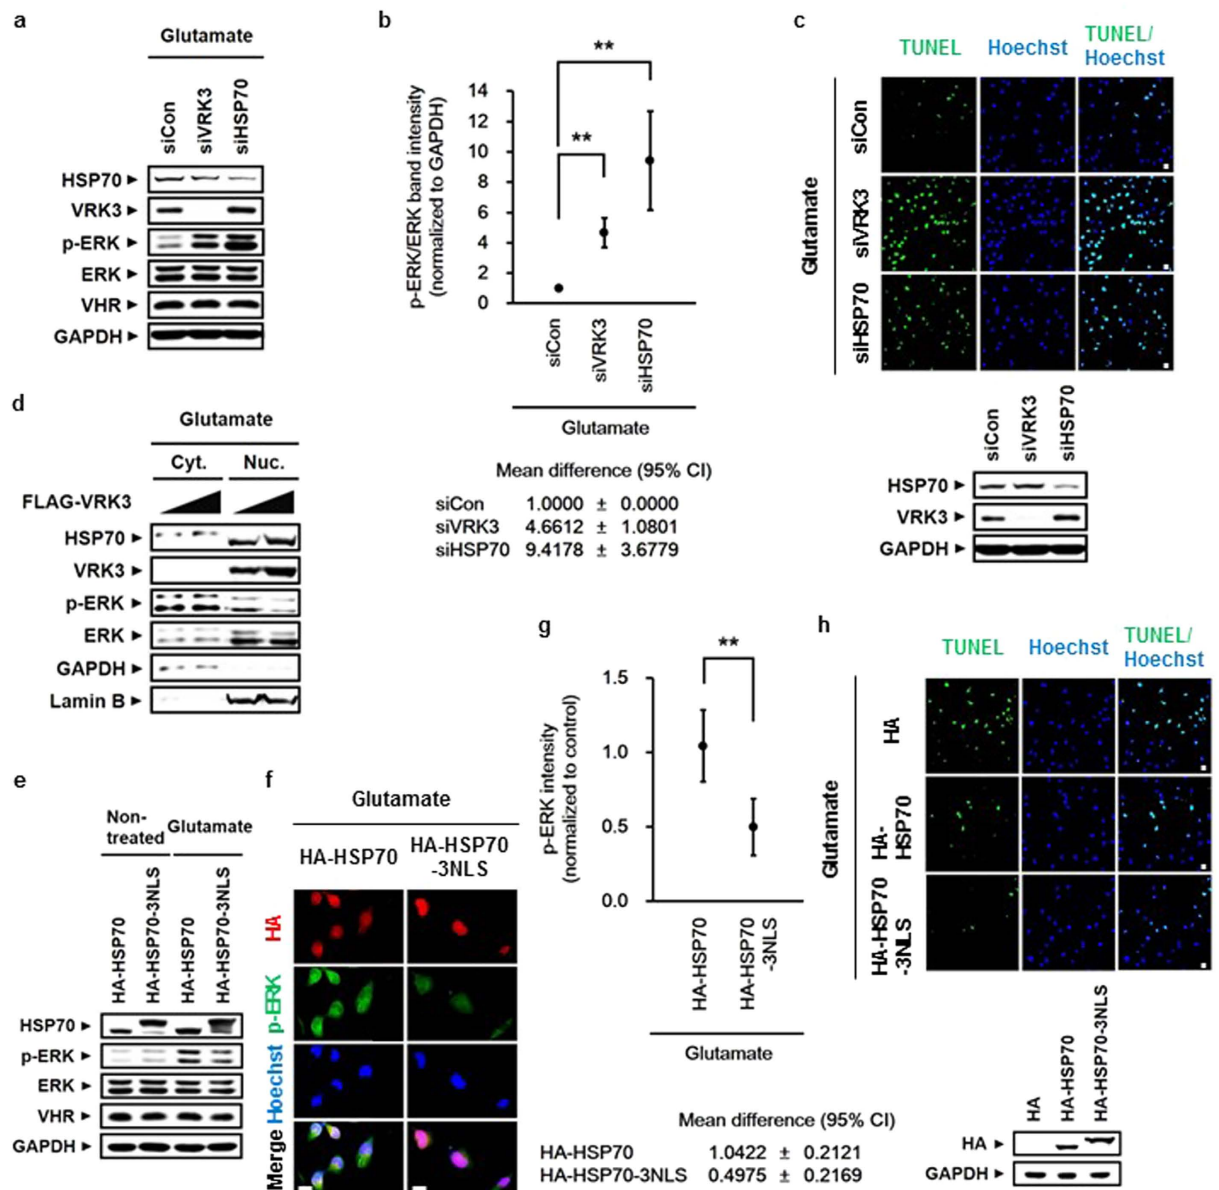 a
Glutamate
siCon
siVRK3
siHSP70
HSP70
VRK3
p-ERK
ERK
VHR
GAPDH
b
**
**
p-ERK/ERK band intensity
(normalized to GAPDH)
14
12
10
8
6
4
2
0
siCon
siVRK3
siHSP70
Glutamate
Mean difference (95% CI)
siCon 1.0000 ± 0.0000
siVRK3 4.6612 ± 1.0801
siHSP70 9.4178 ± 3.6779
c
TUNEL
Hoechst
TUNEL/
Hoechst
Glutamate
siCon
siVRK3
siHSP70
siCon
siVRK3
siHSP70
HSP70
VRK3
GAPDH
d
Glutamate
Cyt. Nuc.
FLAG-VRK3
HSP70
VRK3
p-ERK
ERK
GAPDH
Lamin B
e
Non-
treated
Glutamate
HA-HSP70
HA-HSP70-3NLS
HA-HSP70
HA-HSP70-3NLS
HSP70
p-ERK
ERK
VHR
GAPDH
f
Glutamate
HA-HSP70
HA-HSP70
-3NLS
HA
p-ERK
Hoechst
Merge
g
**
p-ERK intensity
(normalized to control)
1.5
1.0
0.5
0.0
HA-HSP70
HA-HSP70
-3NLS
Glutamate
Mean difference (95% CI)
HA-HSP70 1.0422 ± 0.2121
HA-HSP70-3NLS 0.4975 ± 0.2169
h
TUNEL
Hoechst
TUNEL/
Hoechst
Glutamate
HA
HA-
HSP70
HA-HSP70
-3NLS
HA
HA-HSP70
HA-HSP70-3NLS
HA
GAPDH